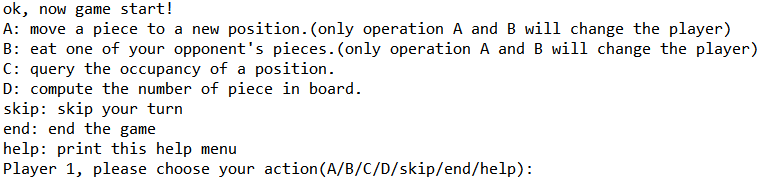 ok, now game start!
A: move a piece to a new position.(only operation A and B will change the player)
B: eat one of your opponent's pieces.(only operation A and B will change the player)
C: query the occupancy of a position.
D: compute the number of piece in board.
skip: skip your turn
end: end the game
help: print this help menu
Player 1, please choose your action(A/B/C/D/skip/end/help):